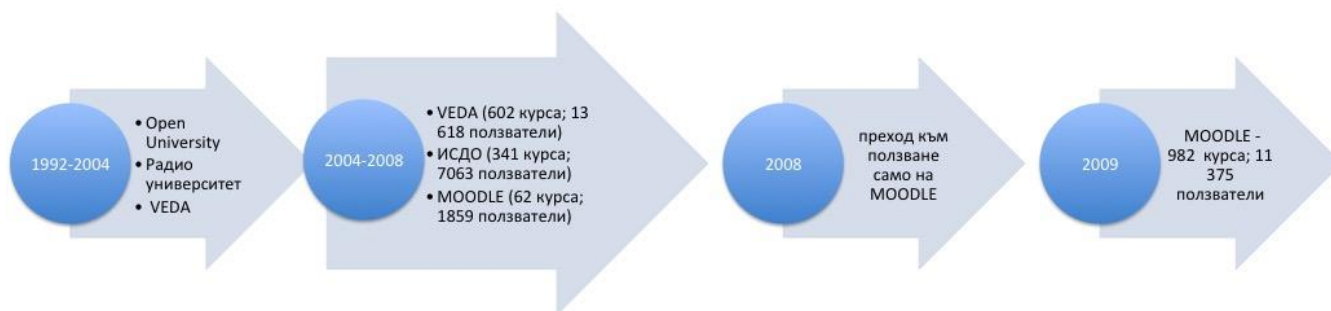 1992-2004
• Open
University
• Радио
университет
• VEDA
2004-2008
• VEDA (602 курса; 13
618 ползватели)
• ИСДО (341 курса;
7063 ползватели)
• MOODLE (62 курса;
1859 ползватели)
2008
преход към
ползване
само на
MOODLE
2009
MOODLE -
982 курса; 11
375
ползватели